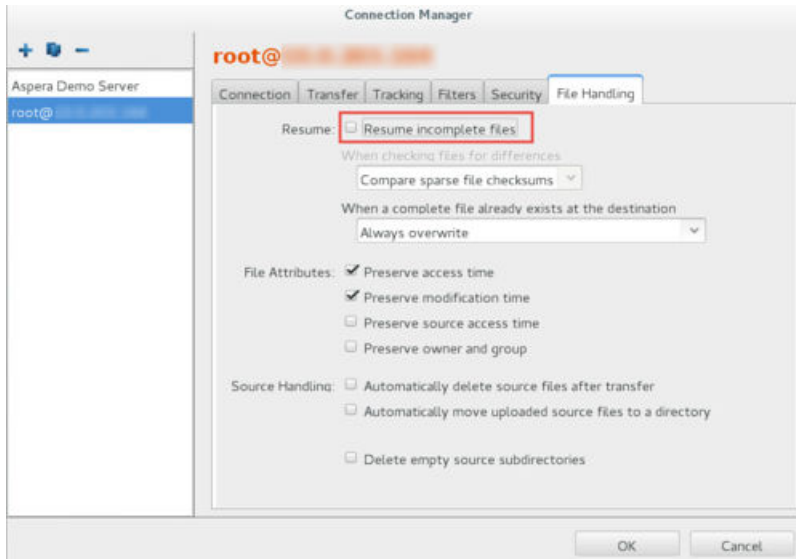 Connection Manager
root@
Aspera Demo Server
root@
Connection Transfer Tracking Filters Security File Handling
Resume: Resume incomplete files
When checking files for differences
Compare sparse file checksums
When a complete file already exists at the destination
Always overwrite
File Attributes: Preserve access time
Preserve modification time
Preserve source access time
Preserve owner and group
Source Handling: Automatically delete source files after transfer
Automatically move uploaded source files to a directory
Delete empty source subdirectories
OK Cancel